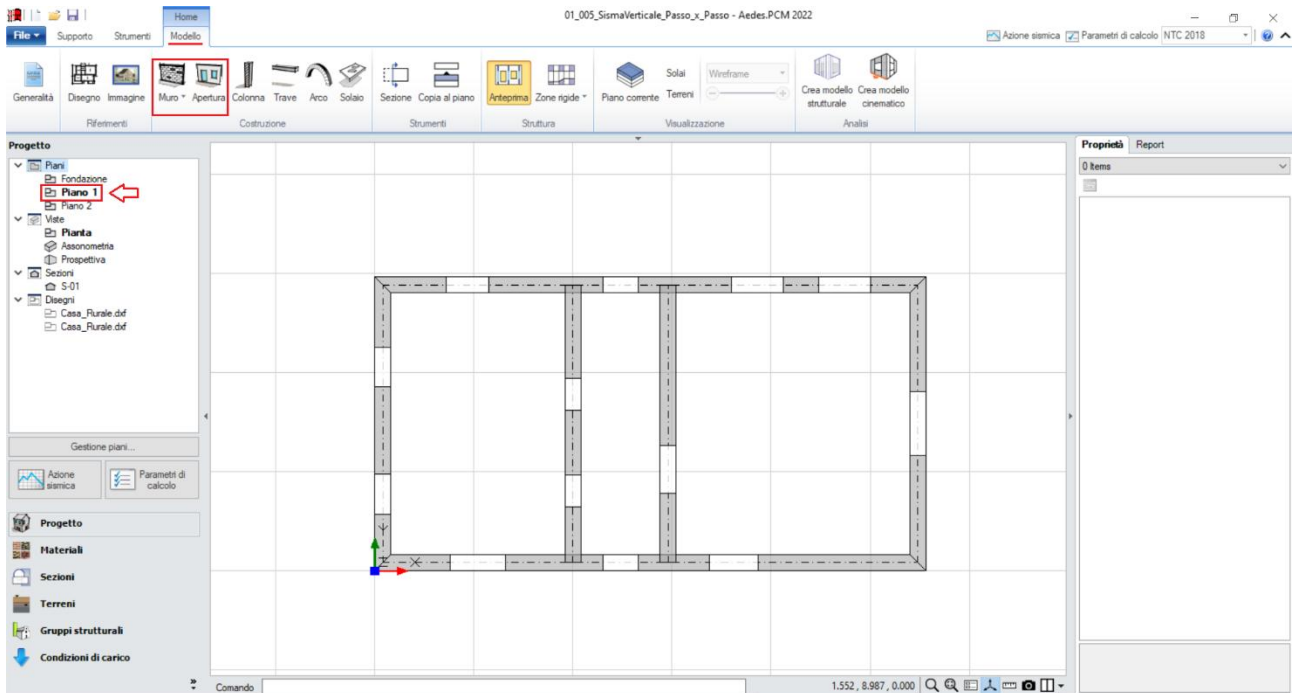 01_005_SismaVerticale_Passo_x_Passo - Aedes.PCM 2022
Home
File Supporto Strumenti Modello
Azione sismica Parametri di calcolo NTC 2018
Generalità Disegno Immagine Muro Apertura Colonna Trave Arco Solaio Sezione Copia al piano Anteprima Zone rigide Piano corrente Solai Wireframe Terreni Crea modello strutturale Crea modello cinematico
Riferimenti Costruzione Strumenti Struttura Visualizzazione Analisi
Progetto
Piani
Fondazione
Piano 1
Piano 2
Viste
Pianta
Assonometria
Prospettiva
Sezioni
S-01
Disegni
Casa_Rurale.dxf
Casa_Rurale.dxf
Gestione piani...
Azione sismica
Parametri di calcolo
Progetto
Materiali
Sezioni
Terreni
Gruppi strutturali
Condizioni di carico
Y
Z X
Proprietà Report
0 Items
Comando
1.552 , 8.987 , 0.000